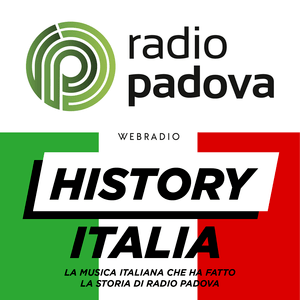 radio
padova
WEBRADIO
HISTORY
ITALIA
LA MUSICA ITALIANA CHE HA FATTO
LA STORIA DI RADIO PADOVA